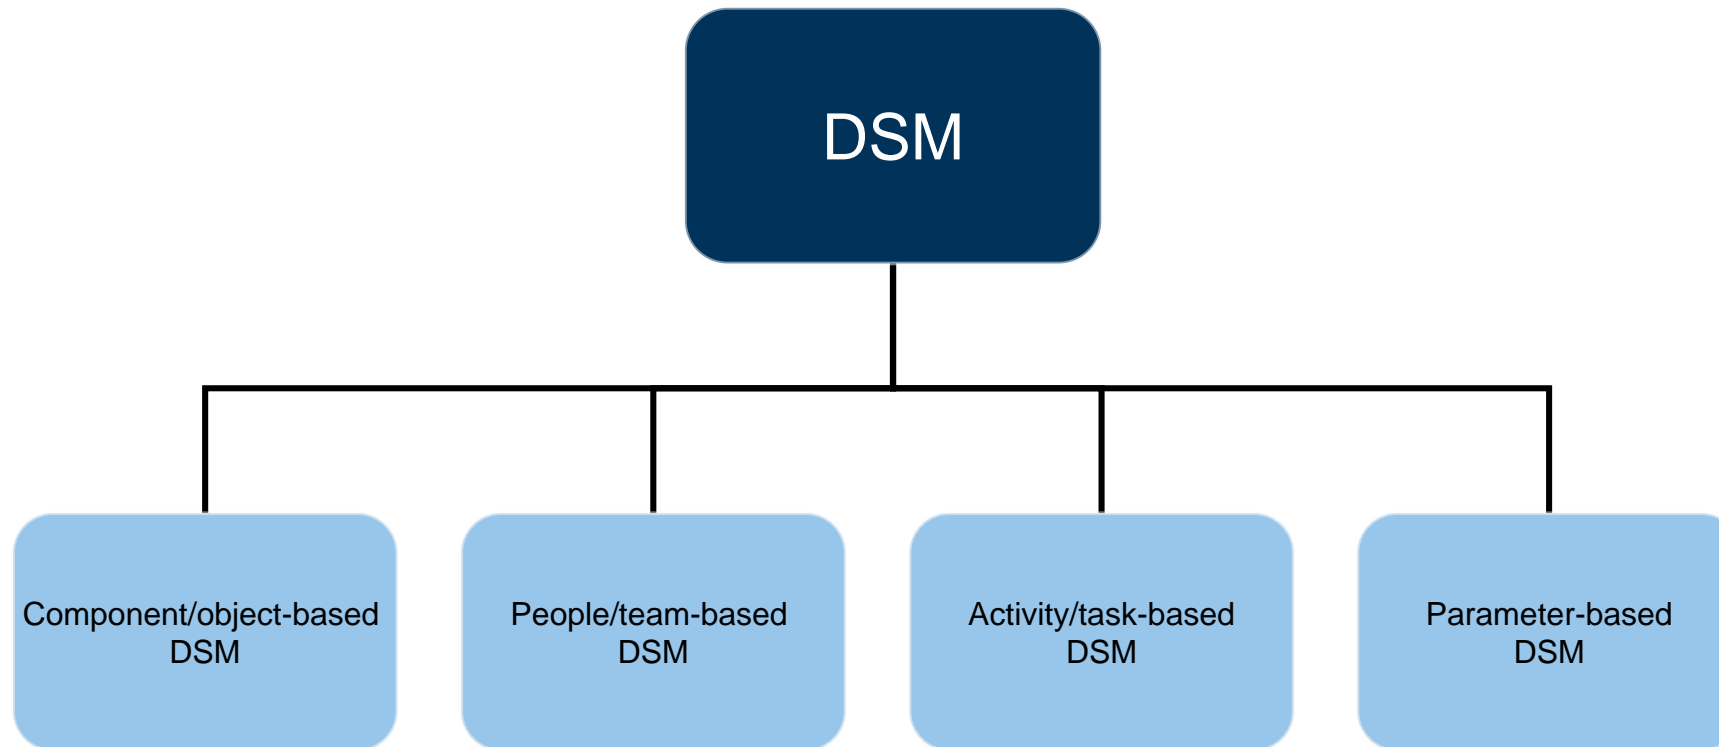 DSM
Component/object-based
DSM
People/team-based
DSM
Activity/task-based
DSM
Parameter-based
DSM